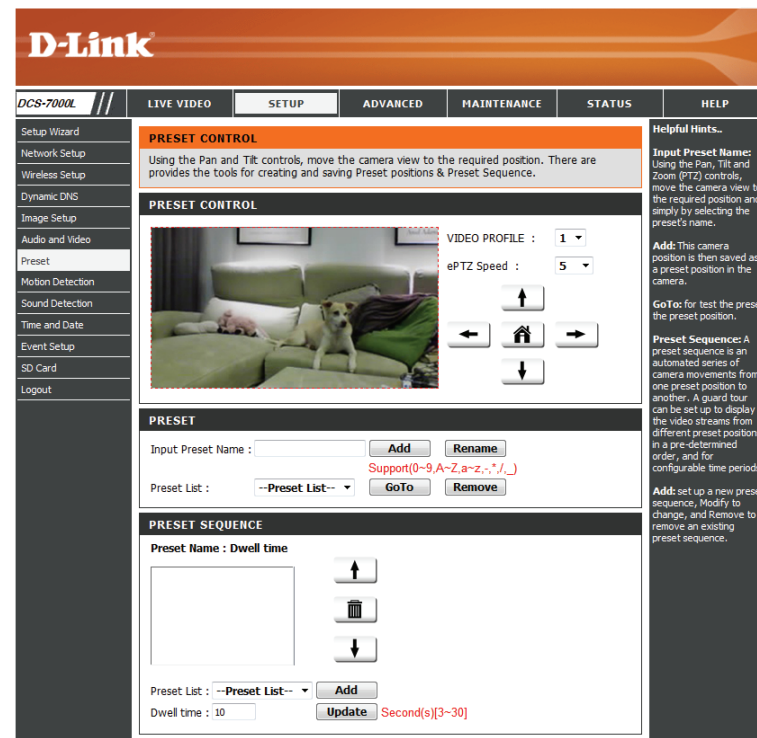 D-Link
DCS-7000L // LIVE VIDEO SETUP ADVANCED MAINTENANCE STATUS HELP
Setup Wizard
Network Setup
Wireless Setup
Dynamic DNS
Image Setup
Audio and Video
Preset
Motion Detection
Sound Detection
Time and Date
Event Setup
SD Card
Logout
PRESET CONTROL
Using the Pan and Tilt controls, move the camera view to the required position. There are
provides the tools for creating and saving Preset positions & Preset Sequence.
PRESET CONTROL
VIDEO PROFILE : 1
ePTZ Speed : 5
PRESET
Input Preset Name : Add Rename
Support(0~9,A~Z,a~z,-,*,/,_)
Preset List : --Preset List-- GoTo Remove
PRESET SEQUENCE
Preset Name : Dwell time
Preset List : --Preset List-- Add
Dwell time : 10 Update Second(s)[3~30]
Helpful Hints..
Input Preset Name:
Using the Pan, Tilt and
Zoom (PTZ) controls,
move the camera view to
the required position and
simply by selecting the
preset's name.
Add: This camera
position is then saved as
a preset position in the
camera.
GoTo: for test the prese
the preset position.
Preset Sequence: A
preset sequence is an
automated series of
camera movements from
one preset position to
another. A guard tour
can be set up to display
the video streams from
different preset position
in a pre-determined
order, and for
configurable time periods
Add: set up a new prese
sequence, Modify to
change, and Remove to
remove an existing
preset sequence.